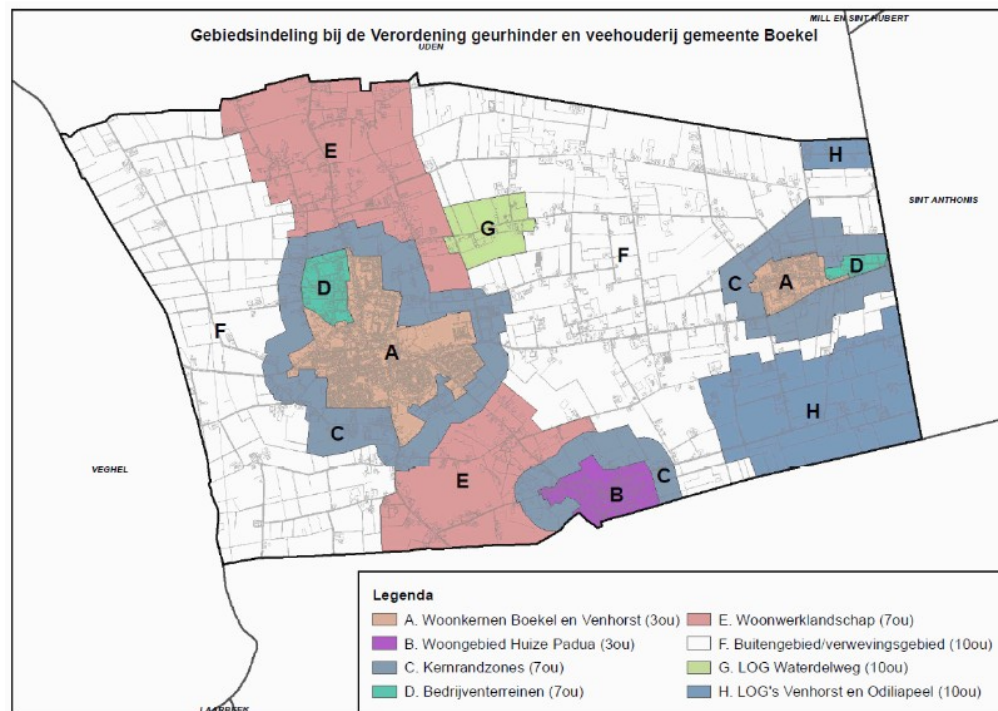 MILL EN SINT HUBERT
Gebiedsindeling bij de Verordening geurhinder en veehouderij gemeente Boekel
UDEN
E
H
SINT ANTHONIS
G
F
D
C
A
D
F
A
C
H
VEGHEL
E
B
C
Legenda
A. Woonkernen Boekel en Venhorst (3ou)
B. Woongebied Huize Padua (3ou)
C. Kernrandzones (7ou)
D. Bedrijventerreinen (7ou)
E. Woonwerklandschap (7ou)
F. Buitengebied/verwevingsgebied (10ou)
G. LOG Waterdelweg (10ou)
H. LOG's Venhorst en Odiliapeel (10ou)
LAARBEEK